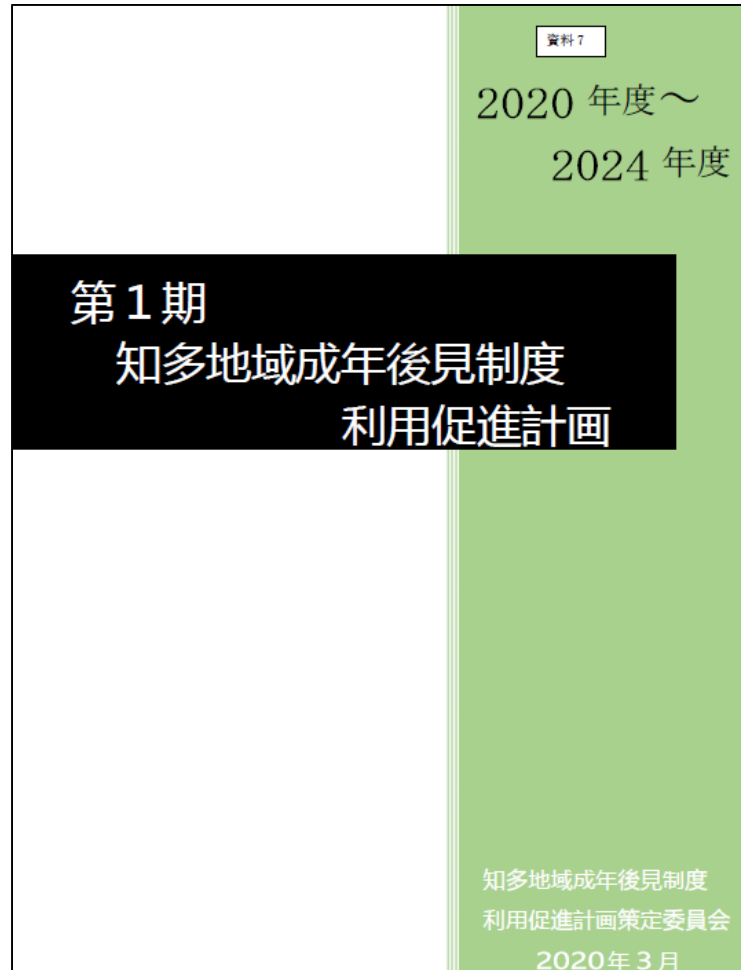 資料7
2020 年度～
2024 年度
第１期
知多地域成年後見制度
利用促進計画
知多地域成年後見制度
利用促進計画策定委員会
2020年３月